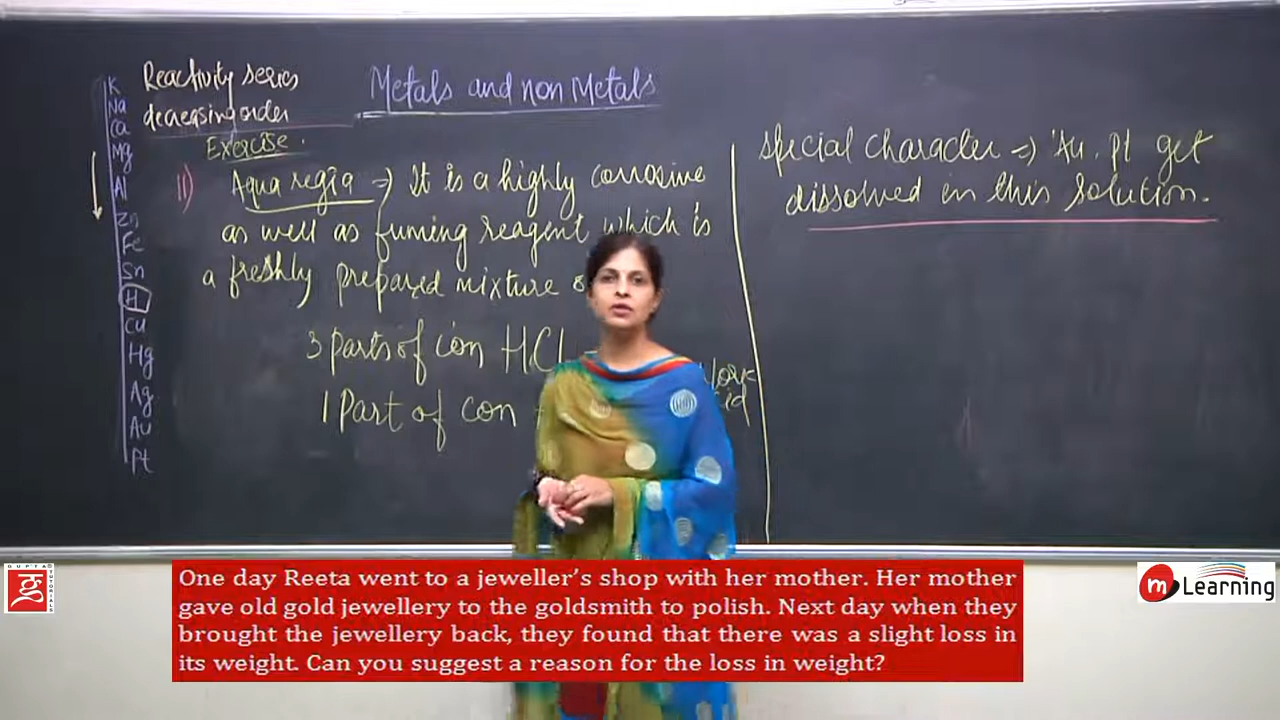 Reactivity series
decreasing order
K
Na
Ca
Mg
Al
Zn
Fe
Sn
H
Cu
Hg
Ag
Au
Pt
Metals and non Metals
Exercise.
11) Aqua regia => It is a highly corrosive
as well as fuming reagent which is
a freshly prepared mixture
3 parts of con HCl
1 Part of con
special character => Au, Pt get
dissolved in this solution.
GUPTA
TUTORIALS
One day Reeta went to a jeweller's shop with her mother. Her mother
gave old gold jewellery to the goldsmith to polish. Next day when they
brought the jewellery back, they found that there was a slight loss in
its weight. Can you suggest a reason for the loss in weight?
m Learning